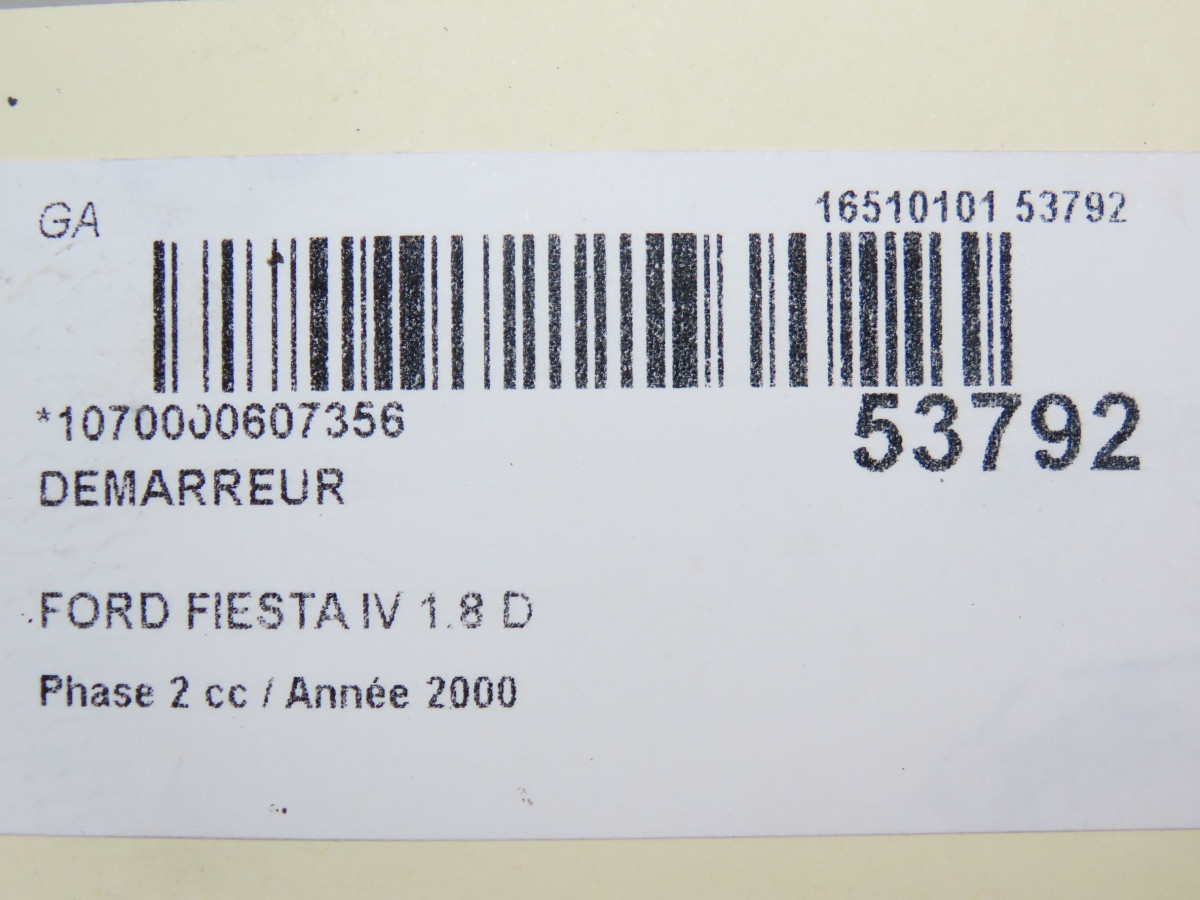 GA
16510101 53792
*1070000607356
53792
DEMARREUR
FORD FIESTA IV 1.8 D
Phase 2 cc / Année 2000